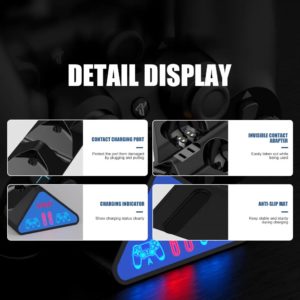 DETAIL DISPLAY
CONTACT CHARGING PORT
Protect the port from damaged
by plugging and pulling
INVISIBLE CONTACT
ADAPTER
Easily taken out while
being used
CHARGING INDICATOR
Show charging status clearly
ANTI-SLIP MAT
Keep stable and sturdy
during charging